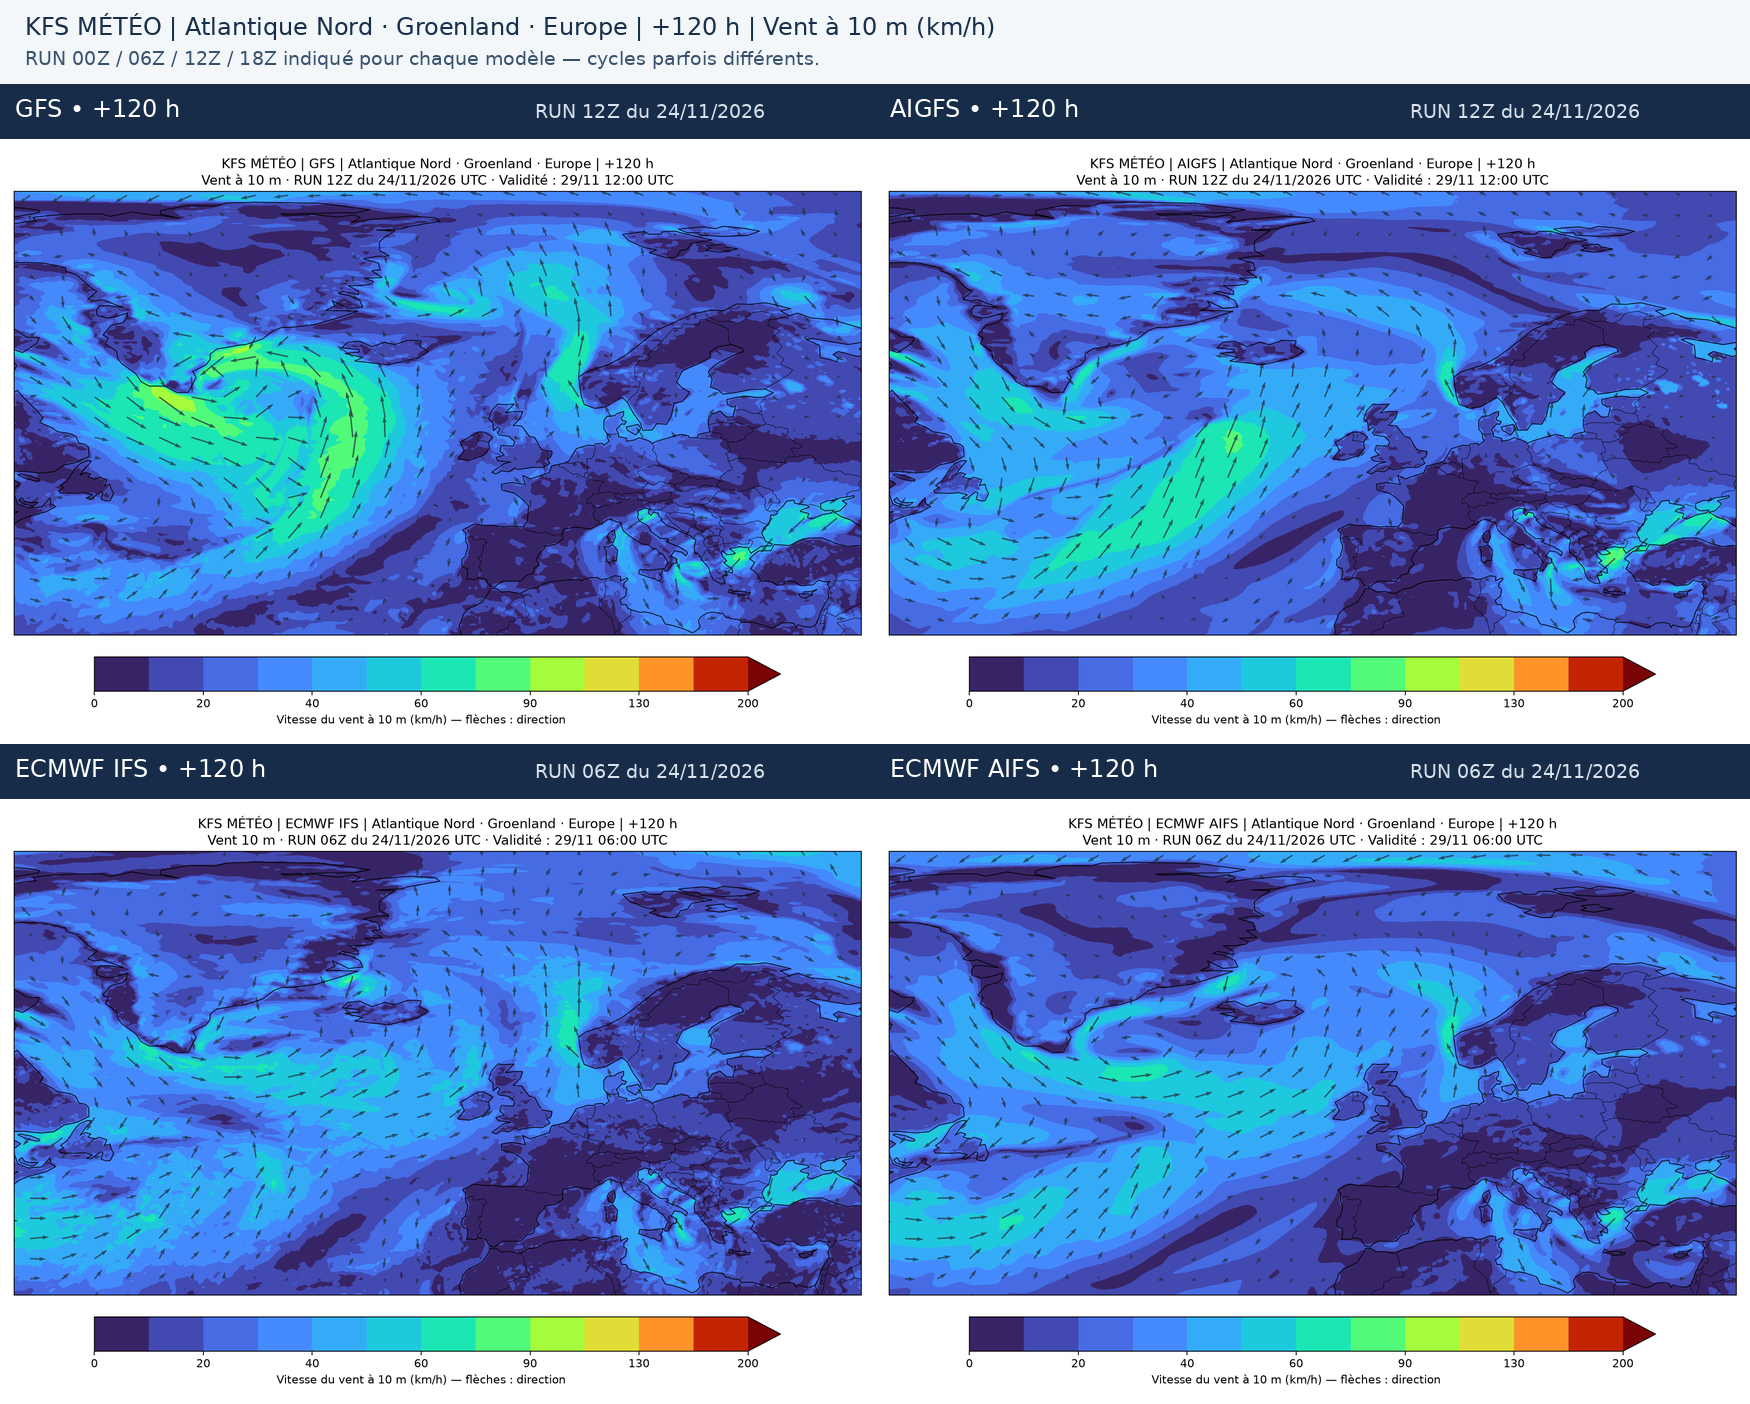 KFS MÉTÉO | Atlantique Nord · Groenland · Europe | +120 h | Vent à 10 m (km/h)
RUN 00Z / 06Z / 12Z / 18Z indiqué pour chaque modèle — cycles parfois différents.
GFS • +120 h
RUN 12Z du 24/11/2026
AIGFS • +120 h
RUN 12Z du 24/11/2026
KFS MÉTÉO | GFS | Atlantique Nord · Groenland · Europe | +120 h
Vent à 10 m · RUN 12Z du 24/11/2026 UTC · Validité : 29/11 12:00 UTC
KFS MÉTÉO | AIGFS | Atlantique Nord · Groenland · Europe | +120 h
Vent à 10 m · RUN 12Z du 24/11/2026 UTC · Validité : 29/11 12:00 UTC
0 20 40 60 90 130 200
Vitesse du vent à 10 m (km/h) — flèches : direction
0 20 40 60 90 130 200
Vitesse du vent à 10 m (km/h) — flèches : direction
ECMWF IFS • +120 h
RUN 06Z du 24/11/2026
ECMWF AIFS • +120 h
RUN 06Z du 24/11/2026
KFS MÉTÉO | ECMWF IFS | Atlantique Nord · Groenland · Europe | +120 h
Vent 10 m · RUN 06Z du 24/11/2026 UTC · Validité : 29/11 06:00 UTC
KFS MÉTÉO | ECMWF AIFS | Atlantique Nord · Groenland · Europe | +120 h
Vent 10 m · RUN 06Z du 24/11/2026 UTC · Validité : 29/11 06:00 UTC
0 20 40 60 90 130 200
Vitesse du vent à 10 m (km/h) — flèches : direction
0 20 40 60 90 130 200
Vitesse du vent à 10 m (km/h) — flèches : direction